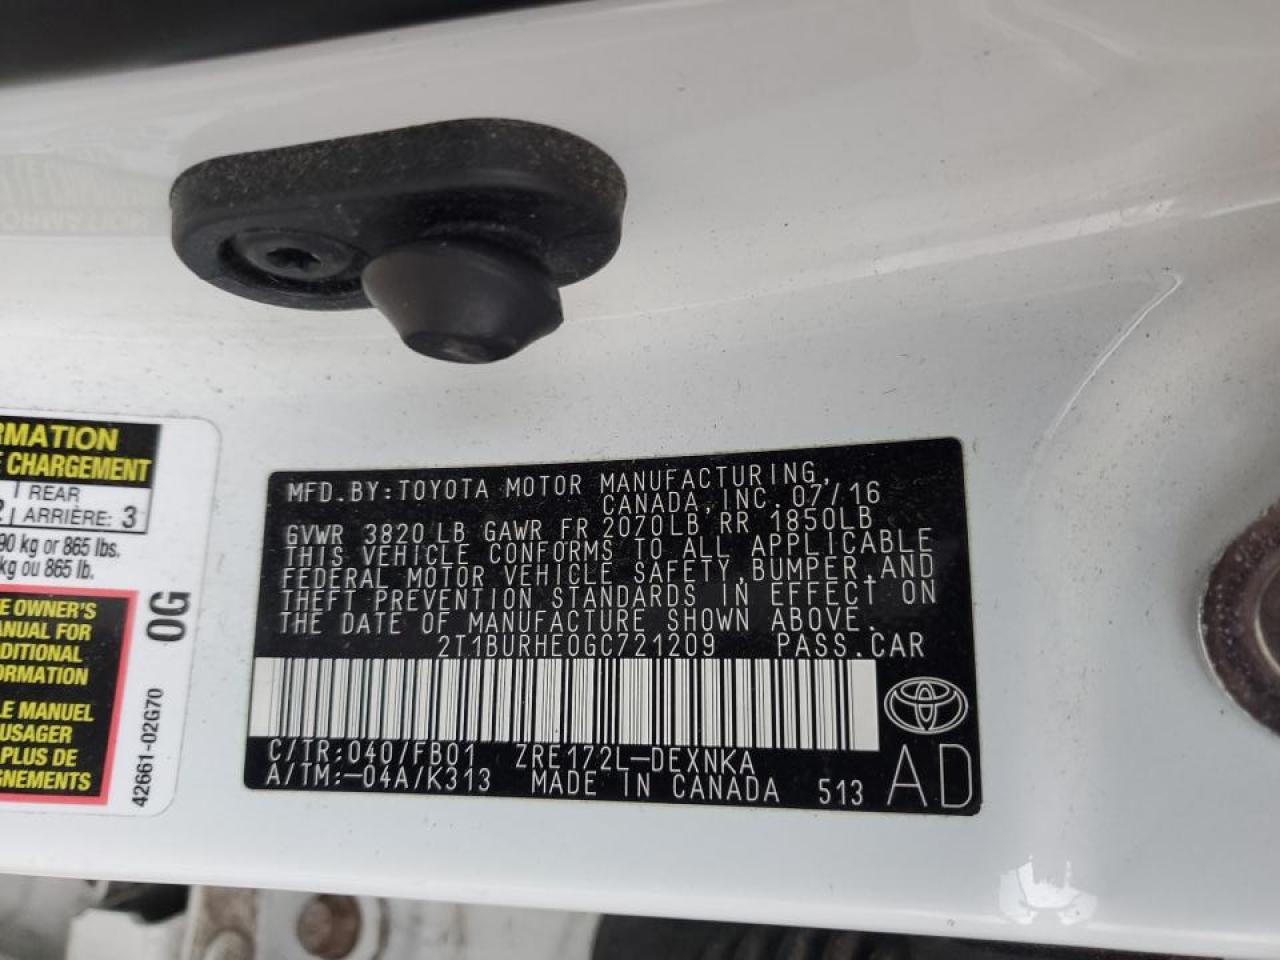 RMATION
E CHARGEMENT
REAR
2 ARRIÈRE: 3
90 kg or 865 lbs.
kg ou 865 lb.
E OWNER'S
ANUAL FOR
DITIONAL
ORMATION
LE MANUEL
USAGER
PLUS DE
GNEMENTS
0G
42661-02G70
MFD.BY:TOYOTA MOTOR MANUFACTURING,
CANADA,INC.07/16
GVWR 3820LB GAWR FR 2070LB,RR 1850LB
THIS VEHICLE CONFORMS TO ALL APPLICABLE
FEDERAL MOTOR VEHICLE SAFETY,BUMPER,AND
THEFT PREVENTION STANDARDS IN EFFECT ON
THE DATE OF MANUFACTURE SHOWN ABOVE.
2T1BURHE0GC721209 PASS.CAR
C/TR:040/FB01 ZRE172L-DEXNKA
A/TM:-04A/K313 MADE IN CANADA 513 AD